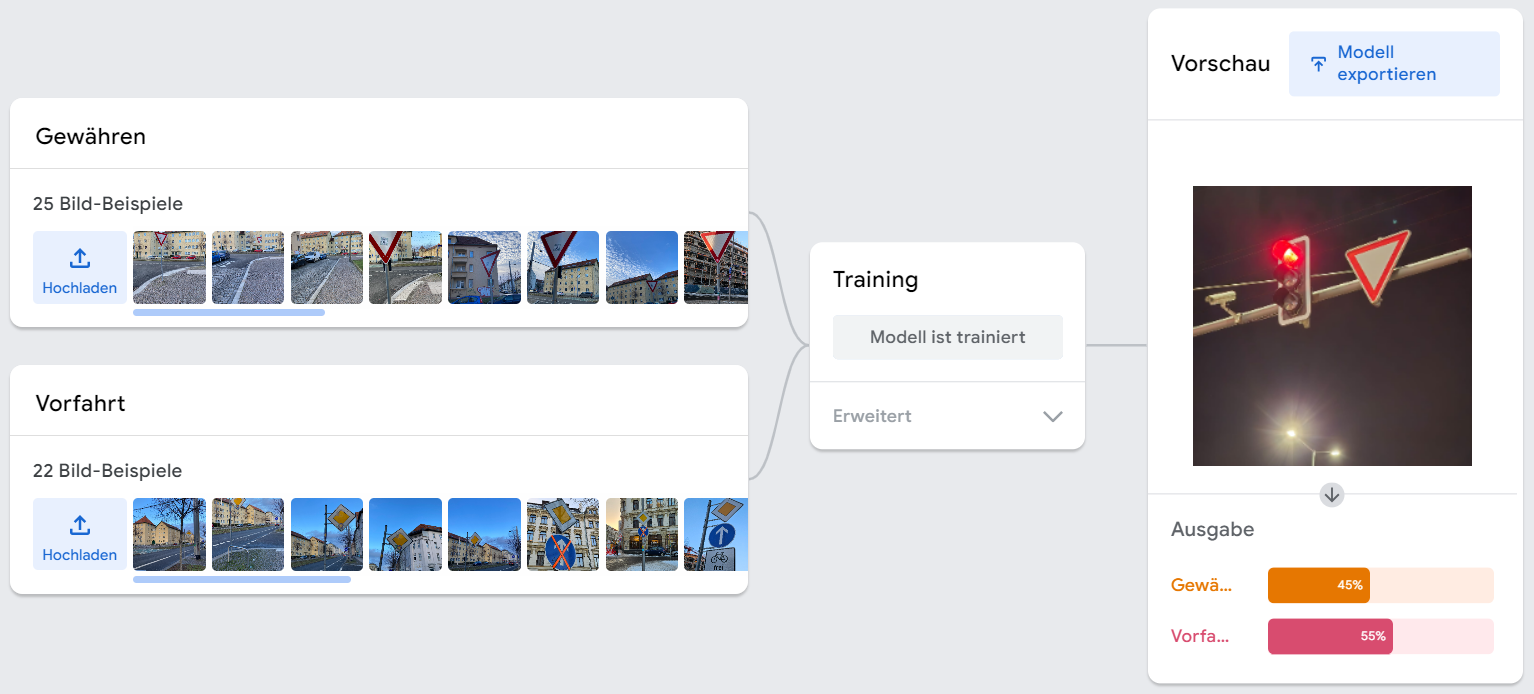 Gewähren
25 Bild-Beispiele
Hochladen
Vorfahrt
22 Bild-Beispiele
Hochladen
Training
Modell ist trainiert
Erweitert
Vorschau
Modell
exportieren
Ausgabe
Gewä...
45%
Vorfa...
55%